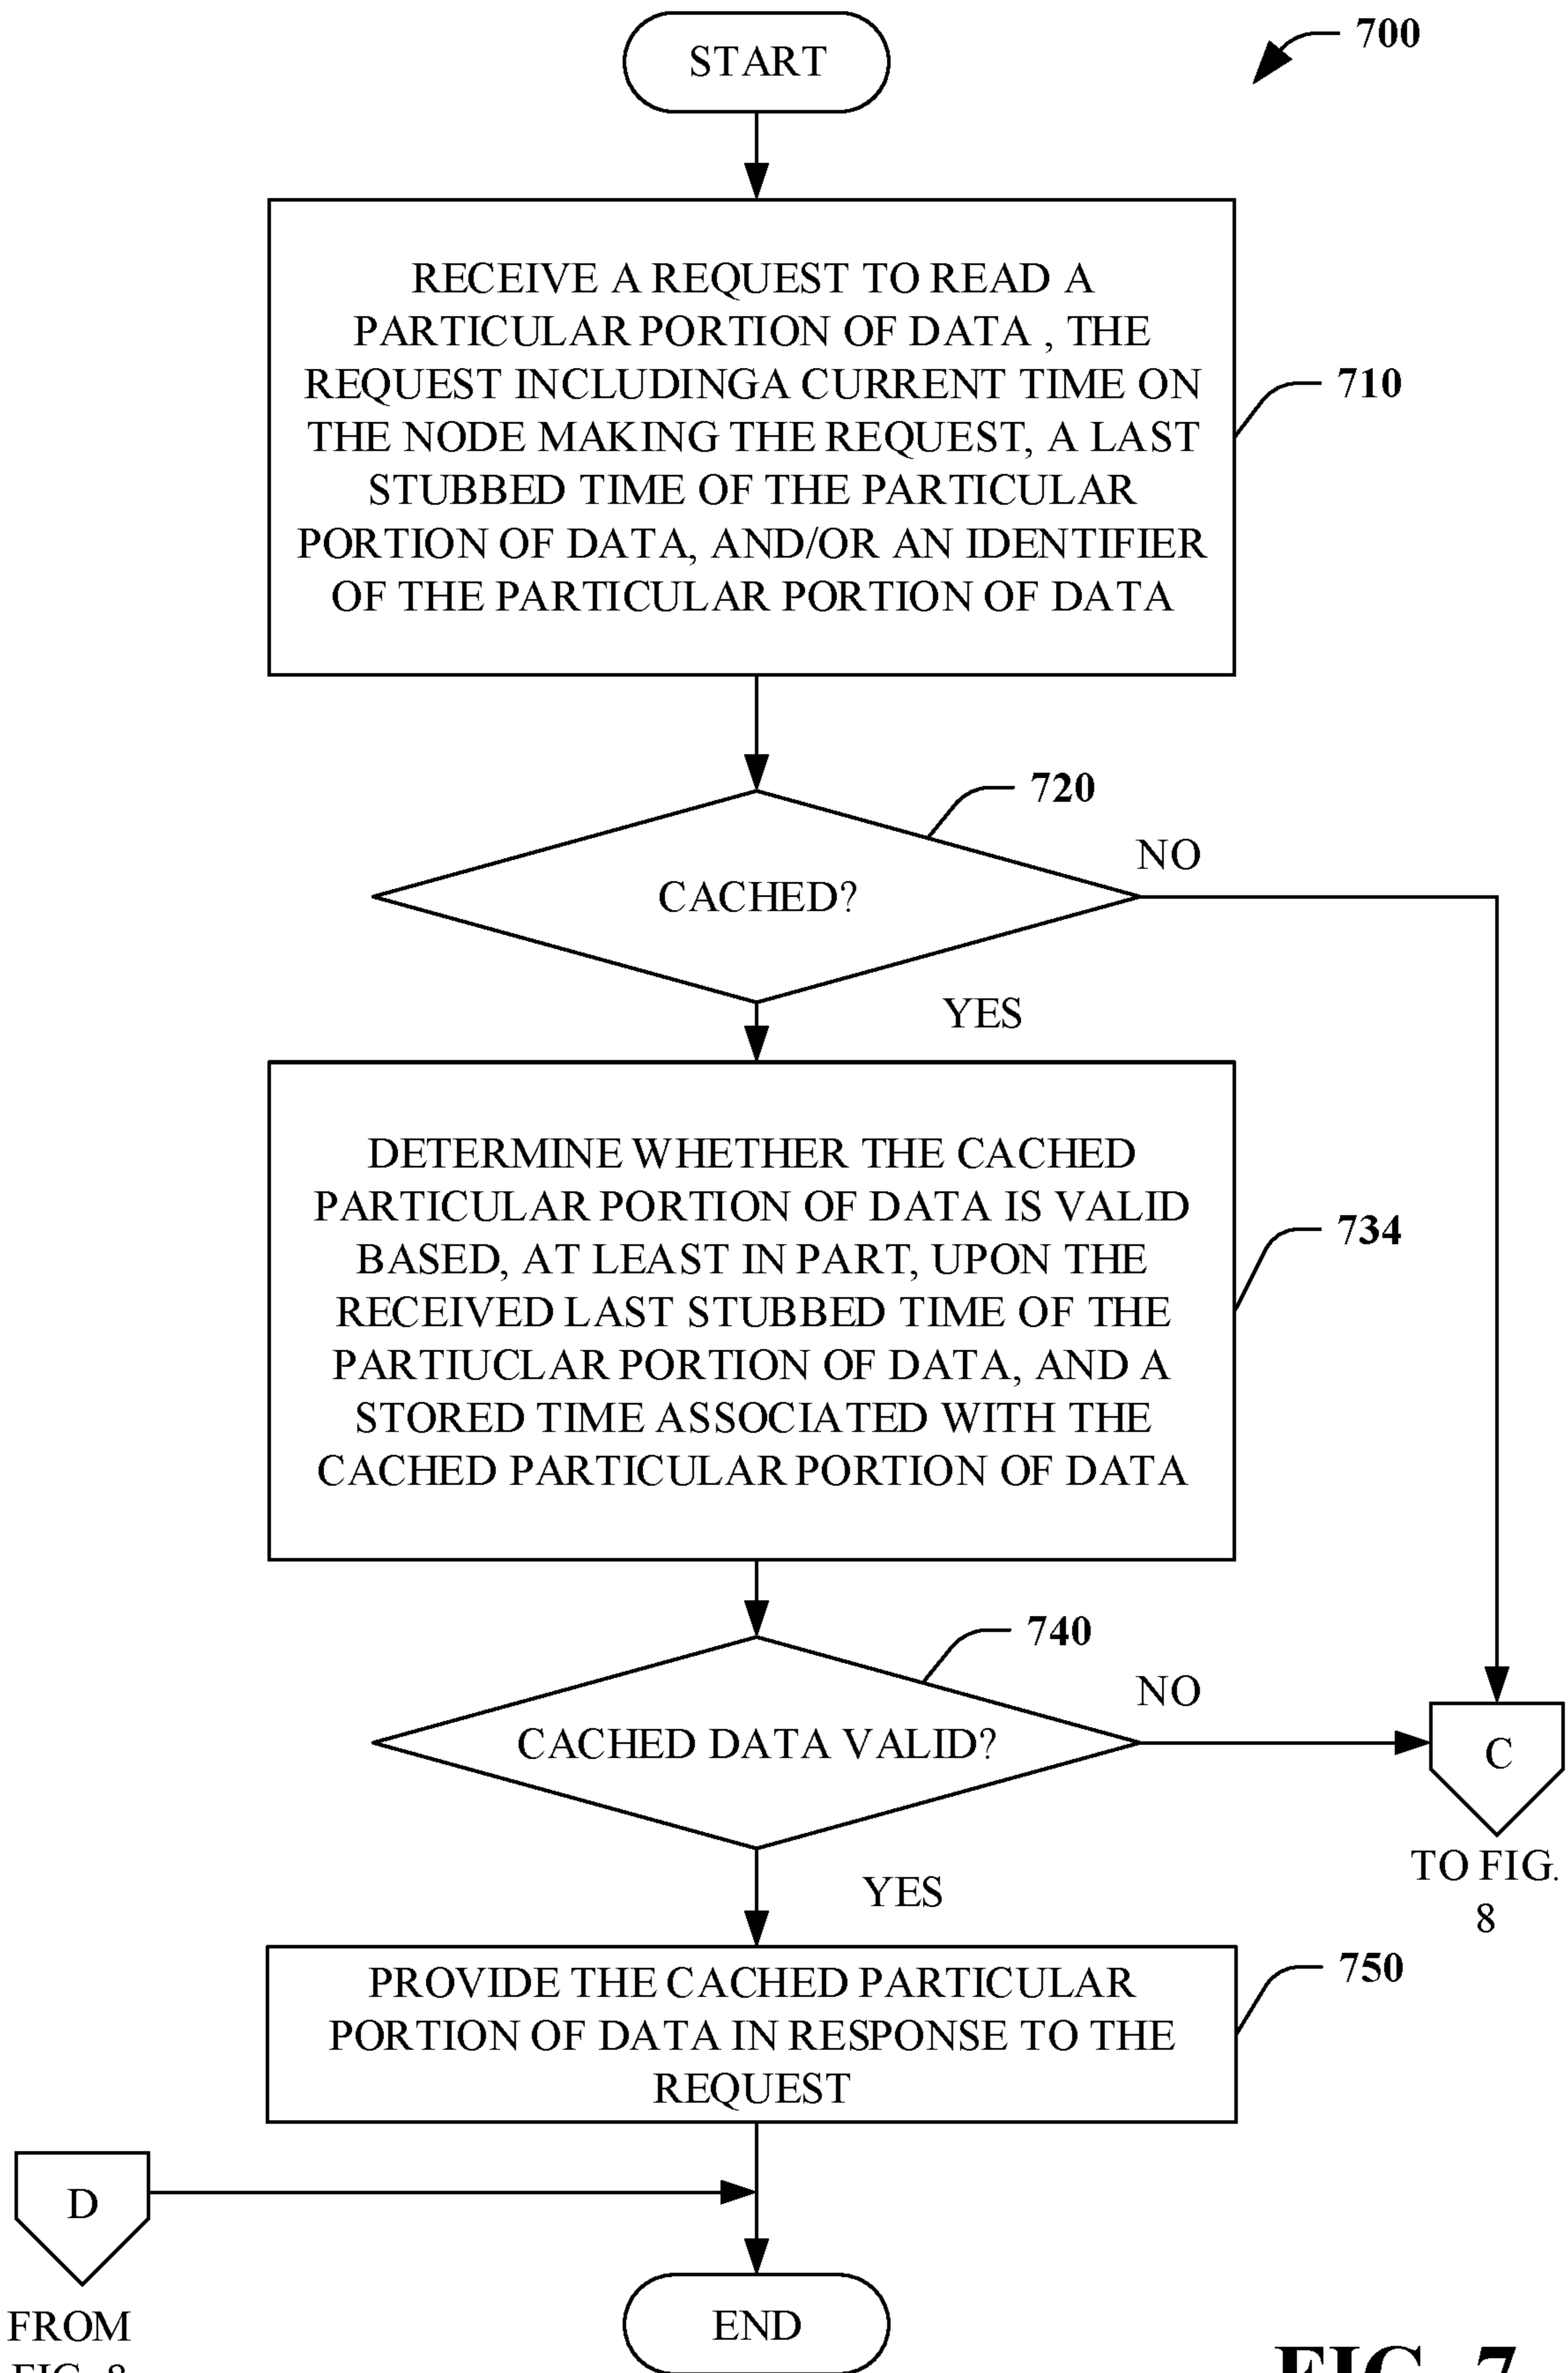 START
700
RECEIVE A REQUEST TO READ A
PARTICULAR PORTION OF DATA , THE
REQUEST INCLUDINGA CURRENT TIME ON
THE NODE MAKING THE REQUEST, A LAST
STUBBED TIME OF THE PARTICULAR
PORTION OF DATA, AND/OR AN IDENTIFIER
OF THE PARTICULAR PORTION OF DATA
710
720
NO
CACHED?
YES
DETERMINE WHETHER THE CACHED
PARTICULAR PORTION OF DATA IS VALID
BASED, AT LEAST IN PART, UPON THE
RECEIVED LAST STUBBED TIME OF THE
PARTIUCLAR PORTION OF DATA, AND A
STORED TIME ASSOCIATED WITH THE
CACHED PARTICULAR PORTION OF DATA
734
740
NO
CACHED DATA VALID?
C
TO FIG.
8
YES
PROVIDE THE CACHED PARTICULAR
PORTION OF DATA IN RESPONSE TO THE
REQUEST
750
D
FROM
FIG. 8
END
FIG. 7